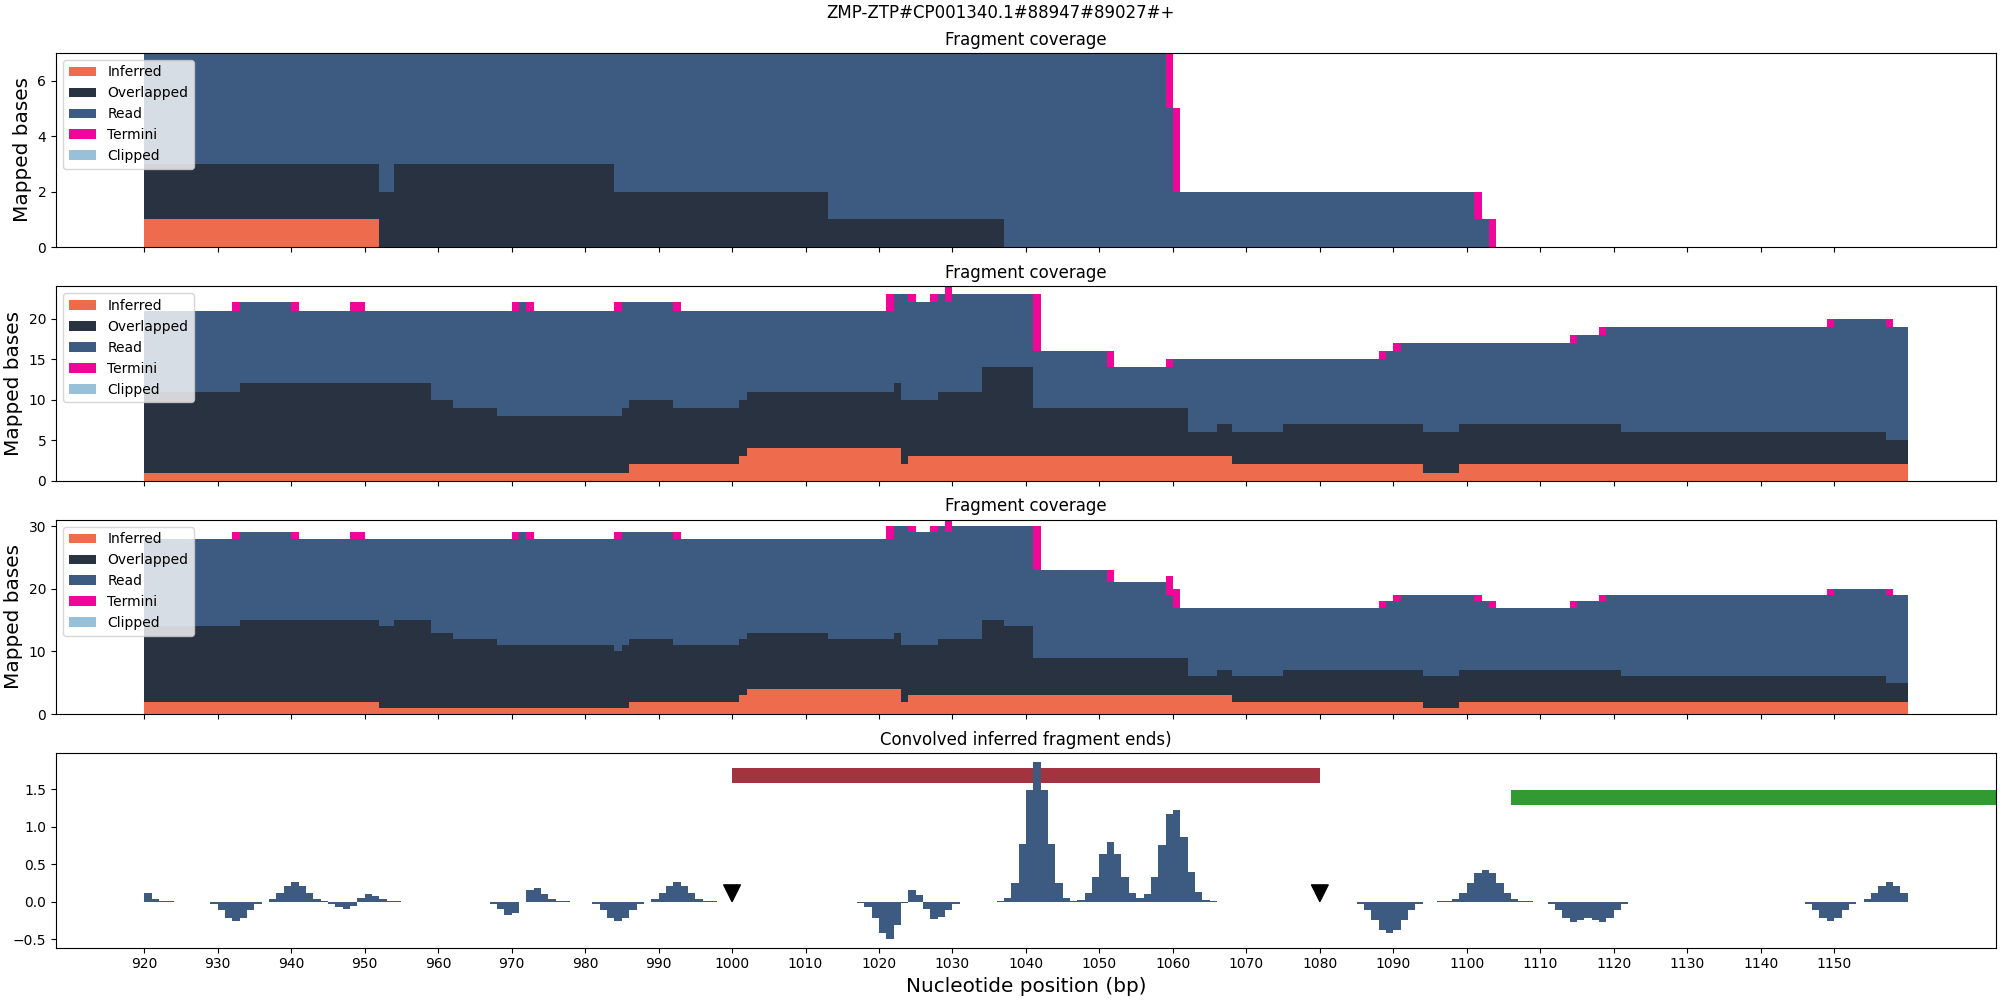 ZMP-ZTP#CP001340.1#88947#89027#+
Fragment coverage
Mapped bases
6
4
2
0
Inferred
Overlapped
Read
Termini
Clipped
Fragment coverage
Mapped bases
20
15
10
5
0
Inferred
Overlapped
Read
Termini
Clipped
Fragment coverage
Mapped bases
30
20
10
0
Inferred
Overlapped
Read
Termini
Clipped
Convolved inferred fragment ends)
1.5
1.0
0.5
0.0
−0.5
920 930 940 950 960 970 980 990 1000 1010 1020 1030 1040 1050 1060 1070 1080 1090 1100 1110 1120 1130 1140 1150
Nucleotide position (bp)